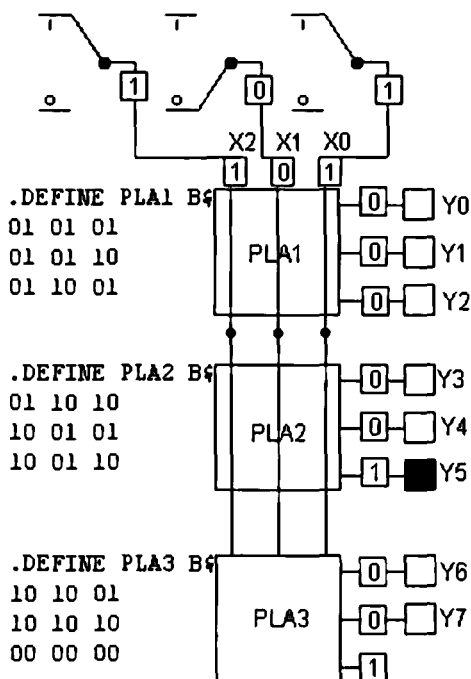 1 0 1
X2 X1 X0
1 0 1
.DEFINE PLA1 B$
01 01 01
01 01 10
01 10 01
PLA1
0 Y0
0 Y1
0 Y2
.DEFINE PLA2 B$
01 10 10
10 01 01
10 01 10
PLA2
0 Y3
0 Y4
1 Y5
.DEFINE PLA3 B$
10 10 01
10 10 10
00 00 00
PLA3
0 Y6
0 Y7
1